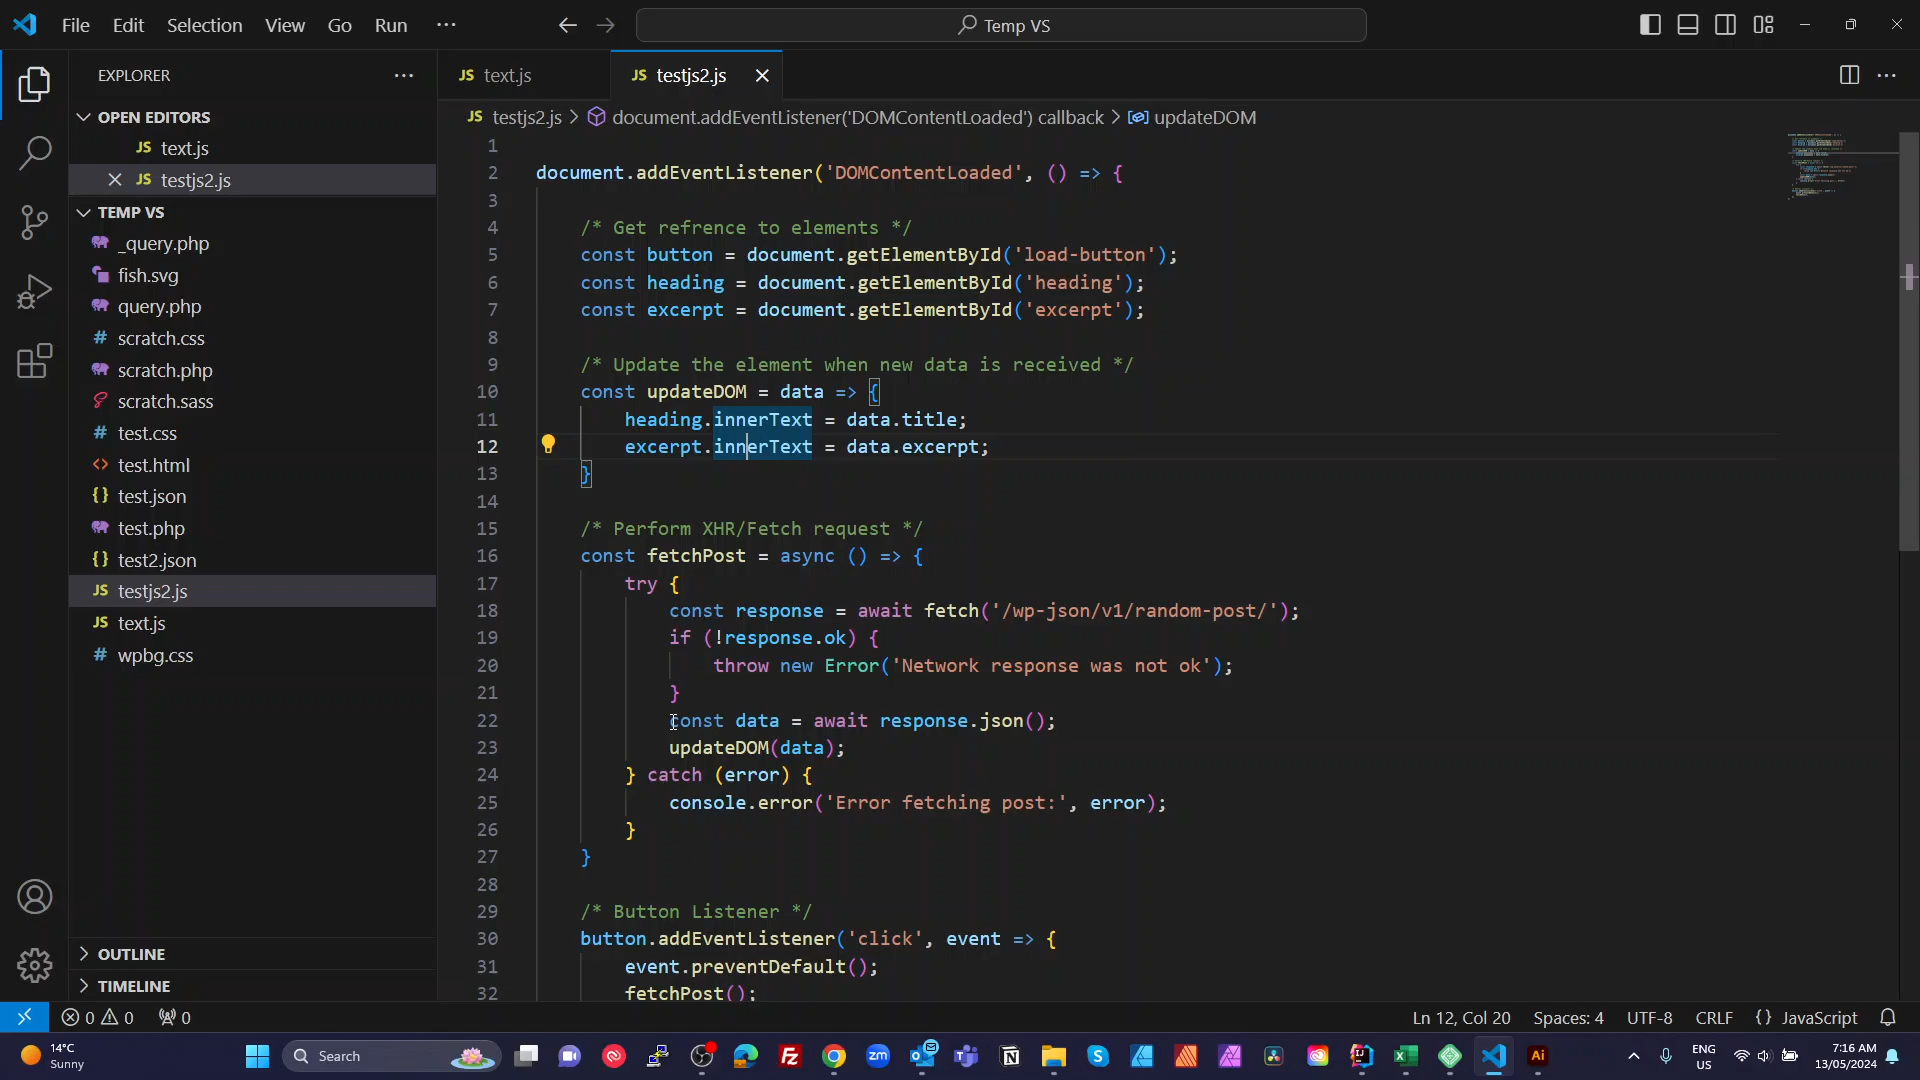 File Edit Selection View Go Run ··· Temp VS
EXPLORER ···
OPEN EDITORS
JS text.js
JS testjs2.js
TEMP VS
_query.php
fish.svg
query.php
# scratch.css
scratch.php
scratch.sass
# test.css
<> test.html
{} test.json
test.php
{} test2.json
JS testjs2.js
JS text.js
# wpbg.css
OUTLINE
TIMELINE
JS text.js JS testjs2.js
JS testjs2.js > document.addEventListener('DOMContentLoaded') callback > updateDOM
1
2 document.addEventListener('DOMContentLoaded', () => {
3
4 /* Get refrence to elements */
5 const button = document.getElementById('load-button');
6 const heading = document.getElementById('heading');
7 const excerpt = document.getElementById('excerpt');
8
9 /* Update the element when new data is received */
10 const updateDOM = data => {
11 heading.innerText = data.title;
12 excerpt.innerText = data.excerpt;
13 }
14
15 /* Perform XHR/Fetch request */
16 const fetchPost = async () => {
17 try {
18 const response = await fetch('/wp-json/v1/random-post/');
19 if (!response.ok) {
20 throw new Error('Network response was not ok');
21 }
22 const data = await response.json();
23 updateDOM(data);
24 } catch (error) {
25 console.error('Error fetching post:', error);
26 }
27 }
28
29 /* Button Listener */
30 button.addEventListener('click', event => {
31 event.preventDefault();
32 fetchPost();
0 0 0 Ln 12, Col 20 Spaces: 4 UTF-8 CRLF {} JavaScript
14°C
Sunny
Search
zm
Ai
ENG
US
7:16 AM
13/05/2024